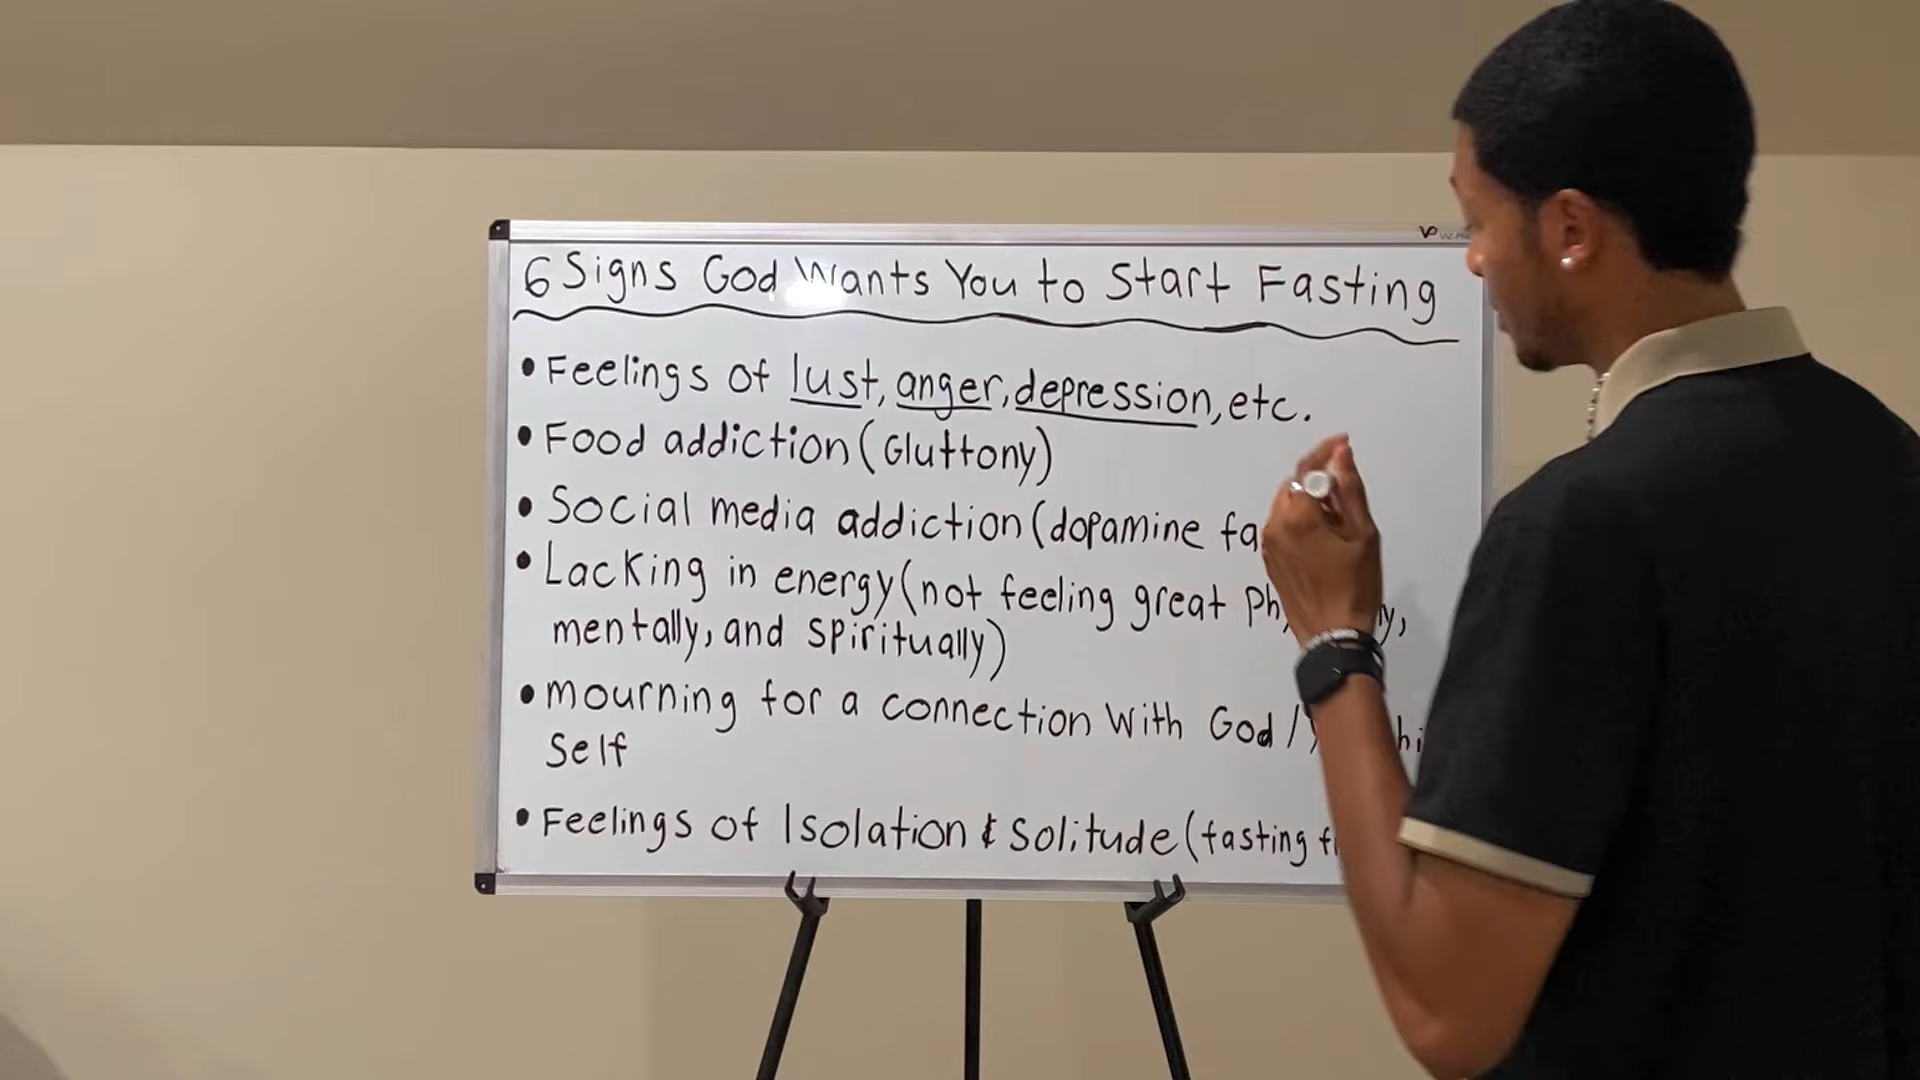 6 Signs God Wants You to Start Fasting
• Feelings of lust, anger, depression, etc.
• Food addiction (Gluttony)
• Social media addiction (dopamine
• Lacking in energy (not feeling great
mentally, and spiritually)
• mourning for a connection with God /
Self
• Feelings of Isolation & Solitude (fasting